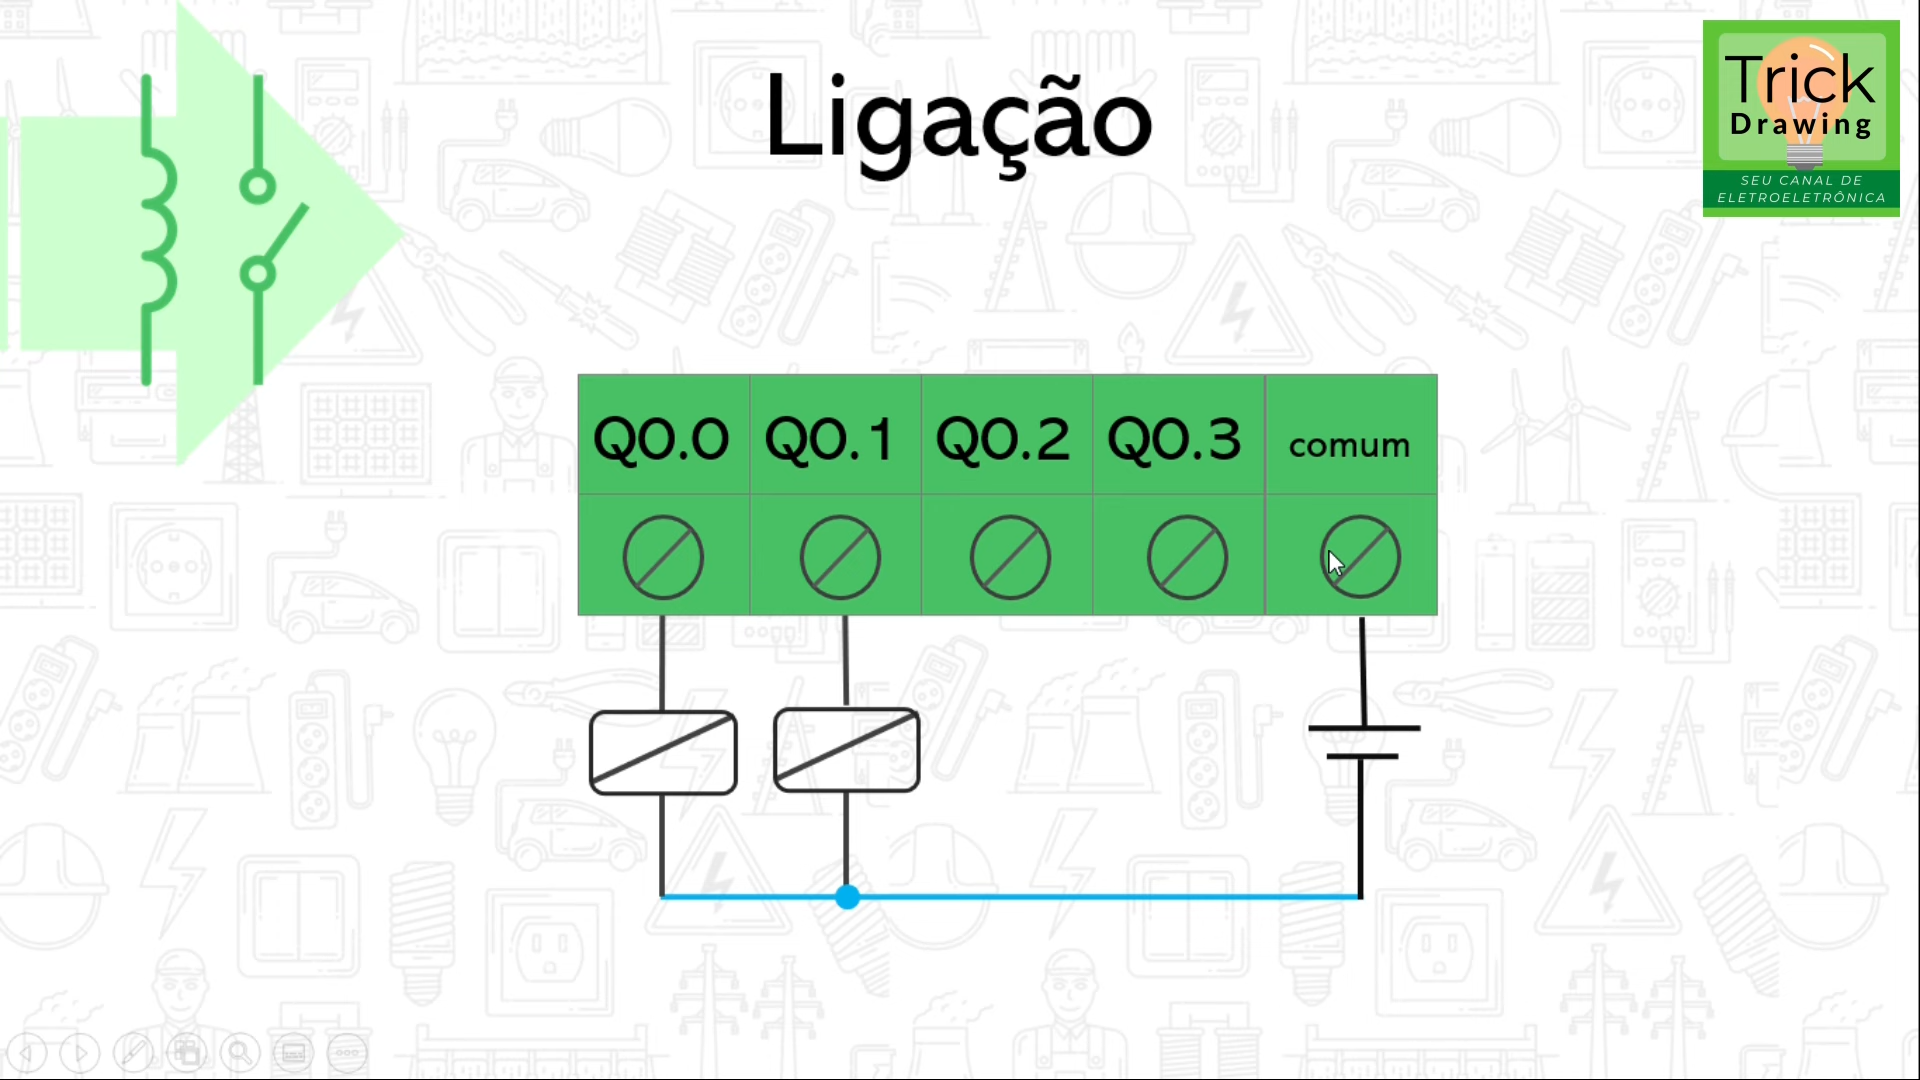 Ligação
Trick
Drawing
SEU CANAL DE
ELETROELETRÔNICA
Q0.0 Q0.1 Q0.2 Q0.3 comum